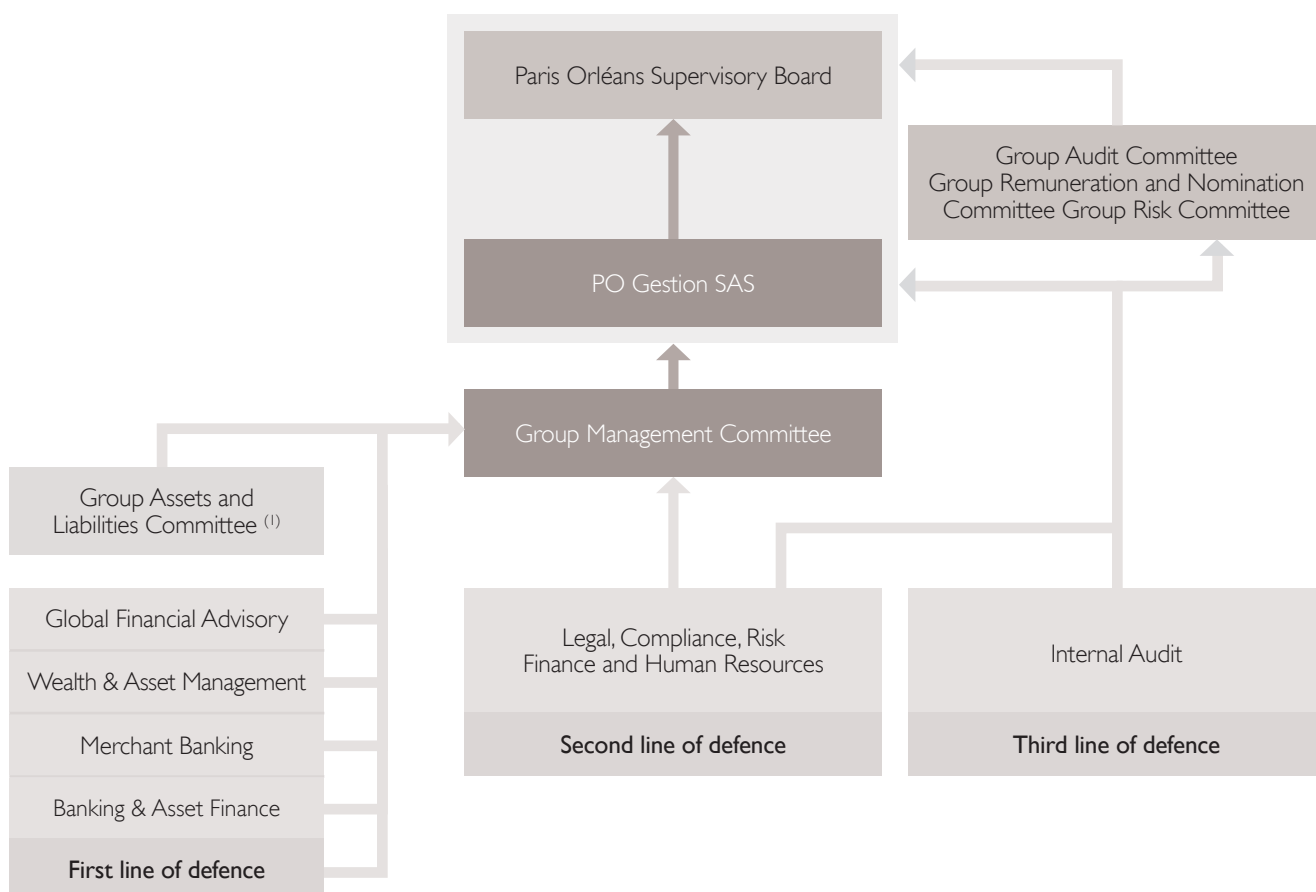 Paris Orléans Supervisory Board
Group Audit Committee
Group Remuneration and Nomination
Committee Group Risk Committee
PO Gestion SAS
Group Management Committee
Group Assets and
Liabilities Committee (1)
Global Financial Advisory
Wealth & Asset Management
Merchant Banking
Banking & Asset Finance
First line of defence
Legal, Compliance, Risk
Finance and Human Resources
Second line of defence
Internal Audit
Third line of defence